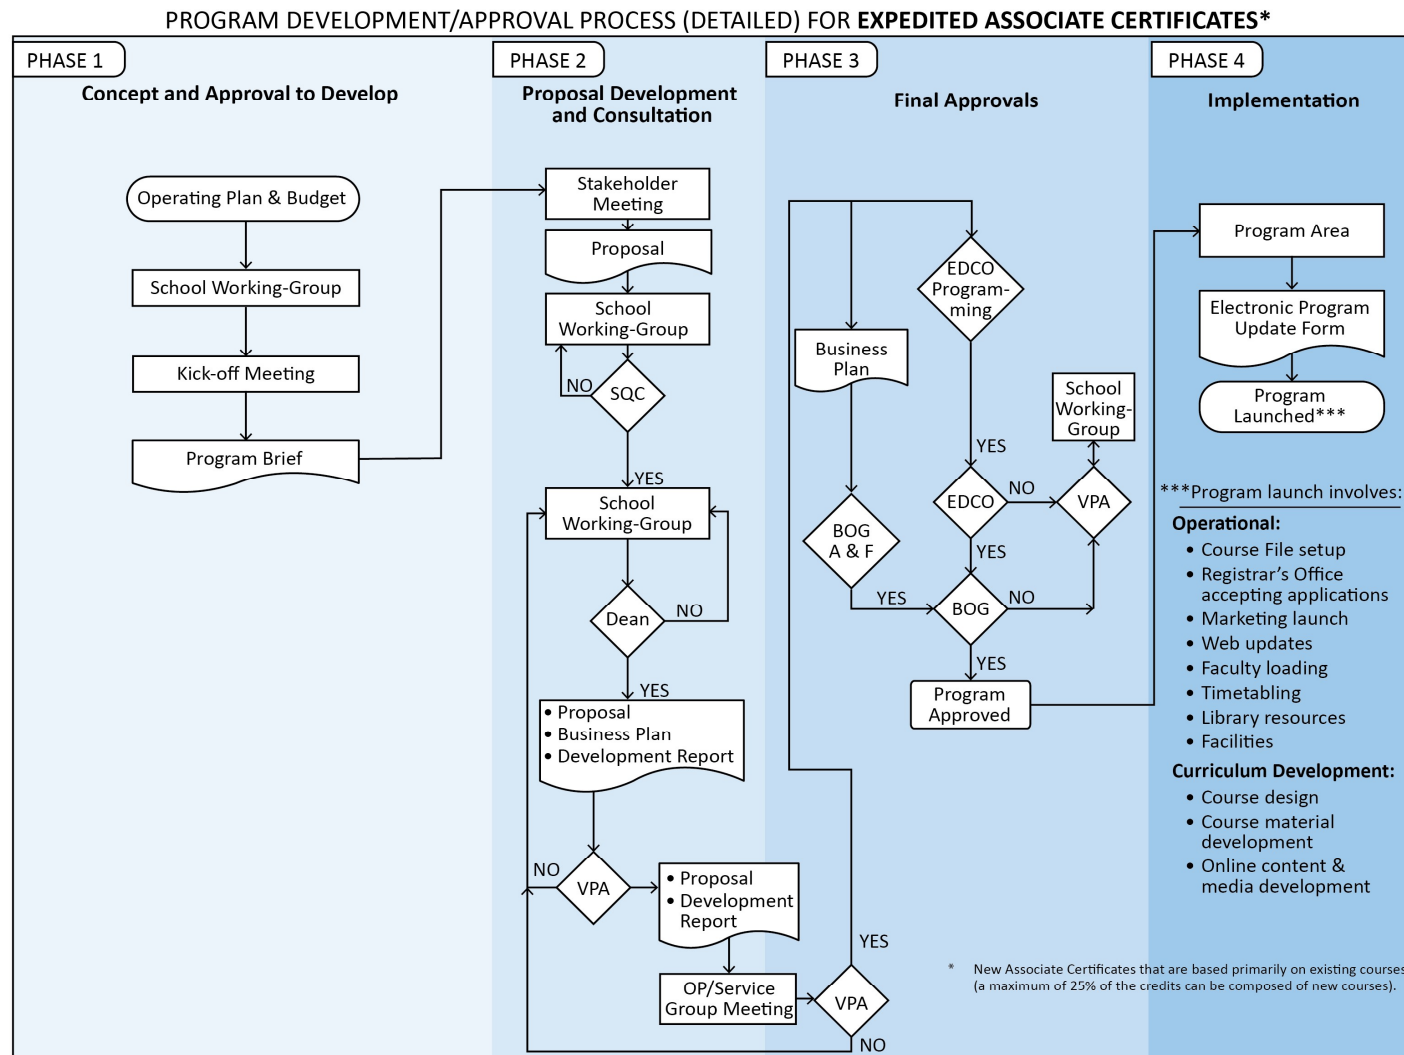 PROGRAM DEVELOPMENT/APPROVAL PROCESS (DETAILED) FOR EXPEDITED ASSOCIATE CERTIFICATES*
PHASE 1
Concept and Approval to Develop
Operating Plan & Budget
School Working-Group
Kick-off Meeting
Program Brief
PHASE 2
Proposal Development
and Consultation
Stakeholder
Meeting
Proposal
School
Working-Group
NO
SQC
YES
School
Working-Group
Dean
NO
YES
• Proposal
• Business Plan
• Development Report
NO
VPA
• Proposal
• Development
Report
OP/Service
Group Meeting
PHASE 3
Final Approvals
EDCO
Program-
ming
Business
Plan
School
Working-
Group
YES
EDCO
NO
VPA
BOG
A & F
YES
YES
BOG
NO
YES
Program
Approved
YES
VPA
NO
PHASE 4
Implementation
Program Area
Electronic Program
Update Form
Program
Launched***
***Program launch involves:
Operational:
• Course File setup
• Registrar's Office
accepting applications
• Marketing launch
• Web updates
• Faculty loading
• Timetabling
• Library resources
• Facilities
Curriculum Development:
• Course design
• Course material
development
• Online content &
media development
* New Associate Certificates that are based primarily on existing courses
(a maximum of 25% of the credits can be composed of new courses).